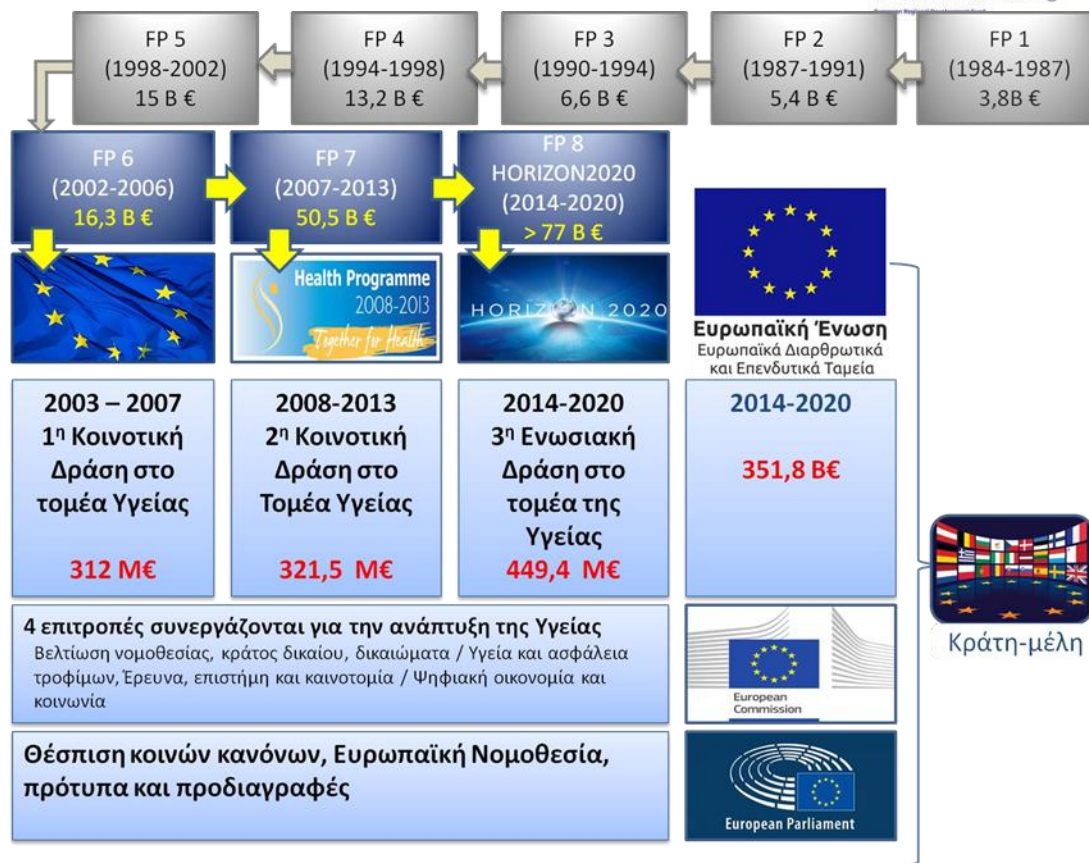 European Regional Development Fund
FP 5
(1998-2002)
15 B €
FP 4
(1994-1998)
13,2 B €
FP 3
(1990-1994)
6,6 B €
FP 2
(1987-1991)
5,4 B €
FP 1
(1984-1987)
3,8B €
FP 6
(2002-2006)
16,3 B €
FP 7
(2007-2013)
50,5 B €
FP 8
HORIZON2020
(2014-2020)
> 77 B €
Health Programme
2008-2013
Together for Health
HORIZON 2020
Ευρωπαϊκή Ένωση
Ευρωπαϊκά Διαρθρωτικά
και Επενδυτικά Ταμεία
2003 – 2007
1η Κοινοτική
Δράση στο
τομέα Υγείας
312 M€
2008-2013
2η Κοινοτική
Δράση στο
Τομέα Υγείας
321,5 M€
2014-2020
3η Ενωσιακή
Δράση στο
τομέα της
Υγείας
449,4 M€
2014-2020
351,8 B€
Κράτη-μέλη
4 επιτροπές συνεργάζονται για την ανάπτυξη της Υγείας
Βελτίωση νομοθεσίας, κράτος δικαίου, δικαιώματα / Υγεία και ασφάλεια
τροφίμων, Έρευνα, επιστήμη και καινοτομία / Ψηφιακή οικονομία και
κοινωνία
European
Commission
Θέσπιση κοινών κανόνων, Ευρωπαϊκή Νομοθεσία,
πρότυπα και προδιαγραφές
European Parliament